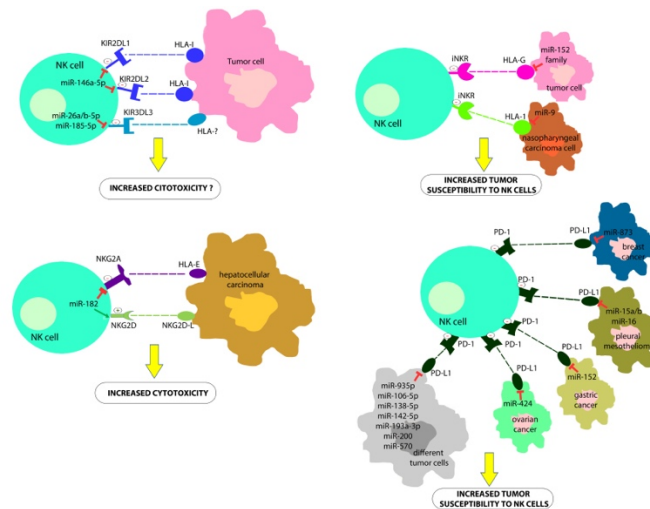 KIR2DL1
HLA-I
Tumor cell
NK cell
miR-146a-5p
KIR2DL2
HLA-I
miR-26a/b-5p
miR-185-5p
KIR3DL3
HLA-?
INCREASED CITOTOXICITY ?
iNKR
HLA-G
miR-152
family
tumor cell
iNKR
NK cell
HLA-1
miR-9
nasopharyngeal
carcinoma cell
INCREASED TUMOR
SUSCEPTIBILITY TO NK CELLS
NKG2A
HLA-E
hepatocellular
carcinoma
miR-182
NK cell
NKG2D
NKG2D-L
INCREASED CYTOTOXICITY
PD-1
PD-L1
miR-873
breast
cancer
PD-1
PD-L1
miR-15a/b
miR-16
pleural
mesotheliom
NK cell
PD-1
PD-L1
miR-152
gastric
cancer
PD-1
PD-L1
miR-424
ovarian
cancer
PD-1
PD-L1
miR-935p
miR-106-5p
miR-138-5p
miR-142-5p
miR-193a-3p
miR-200
miR-570
different
tumor cells
INCREASED TUMOR
SUSCEPTIBILITY TO NK CELLS